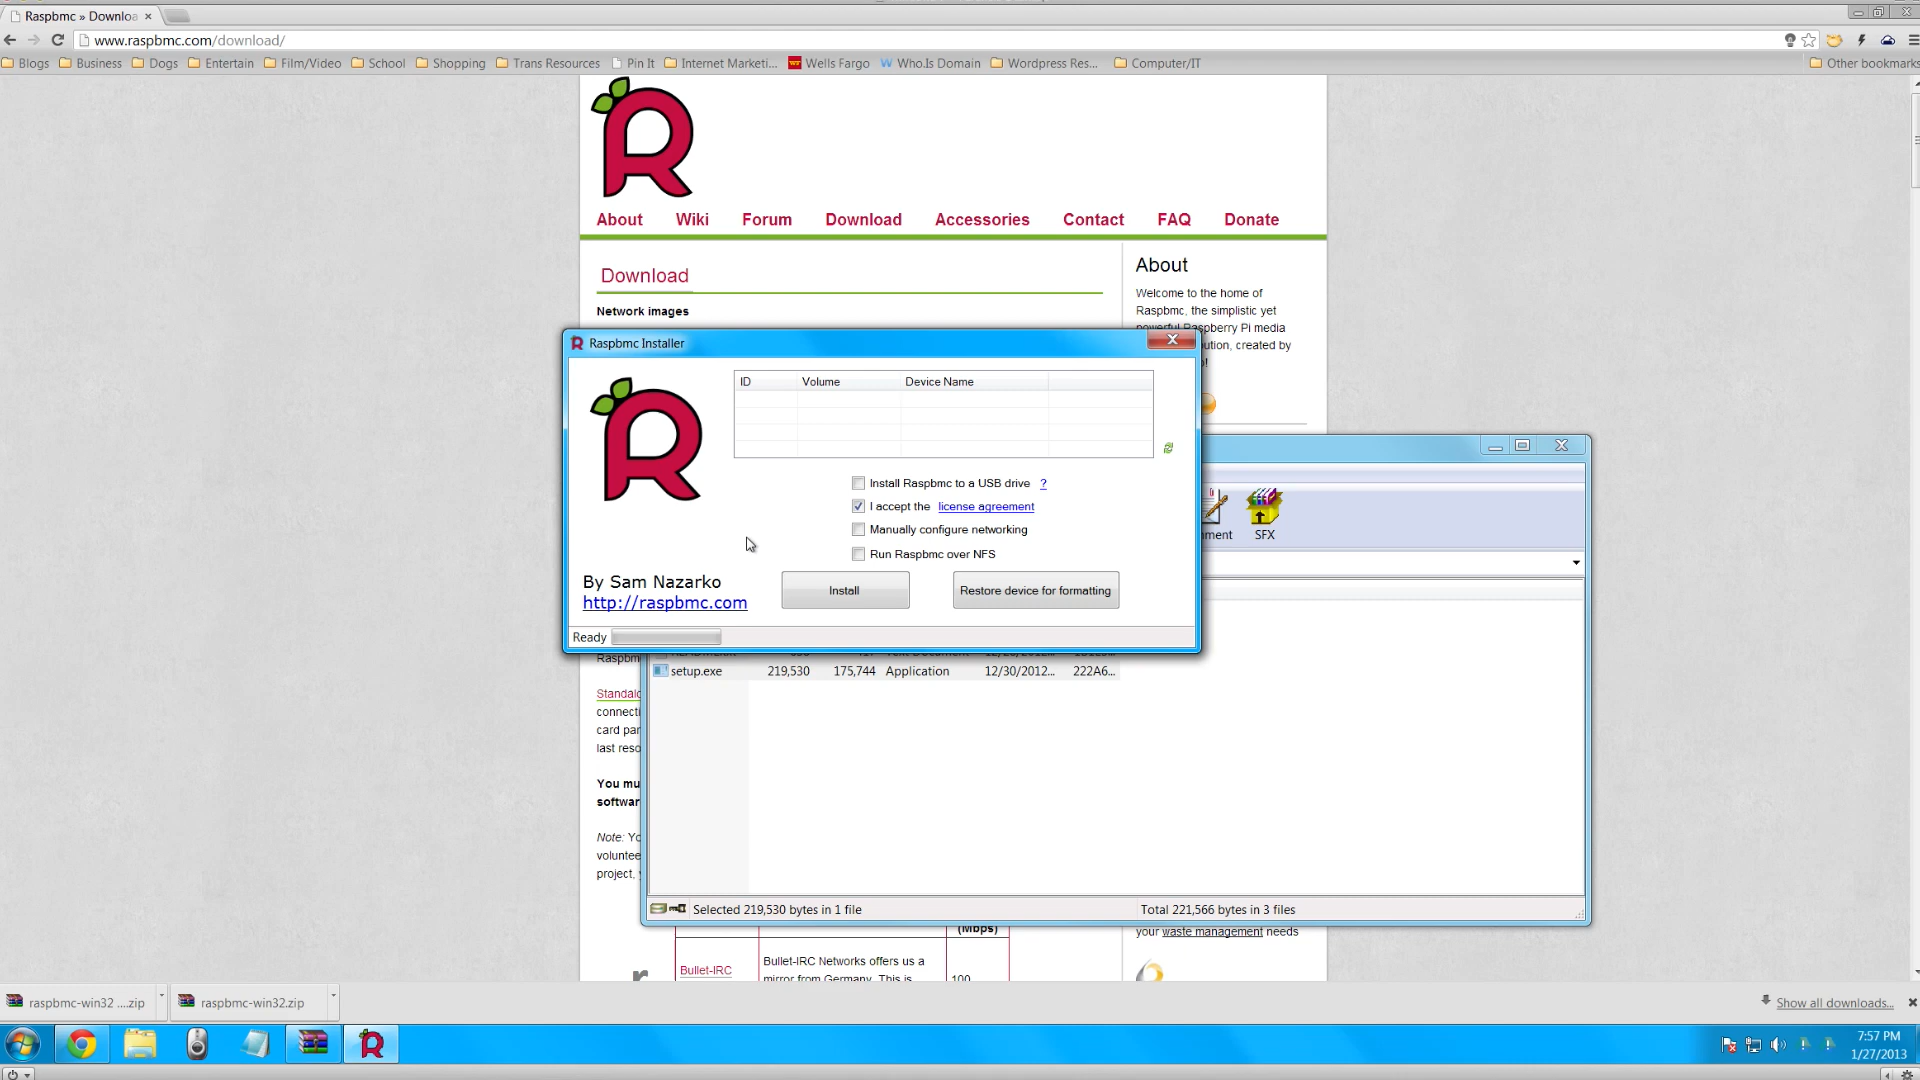 Raspbmc » Downloa
www.raspbmc.com/download/
Blogs Business Dogs Entertain Film/Video School Shopping Trans Resources Pin It Internet Marketi... Wells Fargo Who.Is Domain Wordpress Res... Computer/IT Other bookmarks
About Wiki Forum Download Accessories Contact FAQ Donate
Download
Network images
About
Welcome to the home of
Raspbmc, the simplistic yet
powerful Raspberry Pi media
bution, created by
Raspbmc Installer
ID Volume Device Name
Install Raspbmc to a USB drive ?
I accept the license agreement
Manually configure networking
Run Raspbmc over NFS
By Sam Nazarko
http://raspbmc.com
Install
Restore device for formatting
Ready
nment
SFX
setup.exe 219,530 175,744 Application 12/30/2012... 222A6...
Selected 219,530 bytes in 1 file
Total 221,566 bytes in 3 files
Raspbm
Standalo
connecti
card par
last reso
You mu
softwar
Note: Yo
voluntee
project, y
(Mbps)
Bullet-IRC
Bullet-IRC Networks offers us a
mirror from Germany. This is
100
your waste management needs
raspbmc-win32 ....zip
raspbmc-win32.zip
Show all downloads...
7:57 PM
1/27/2013